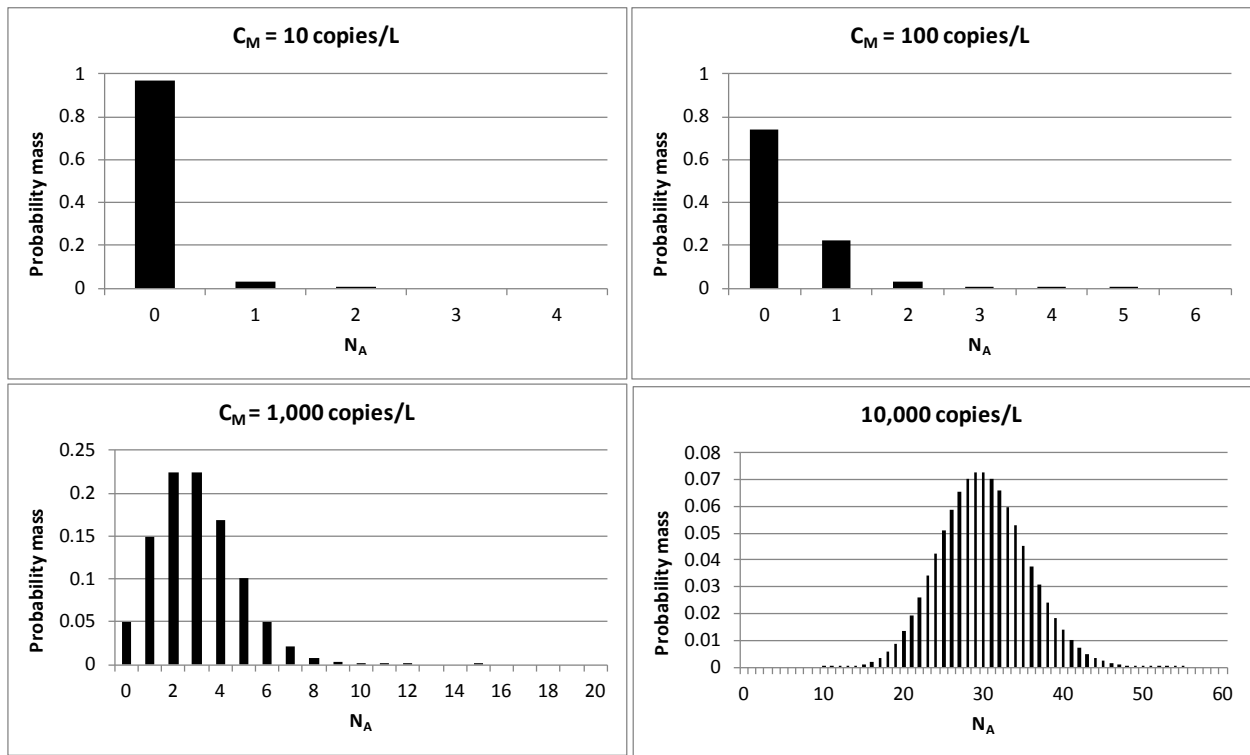 C_M = 10 copies/L
1
0.8
0.6
0.4
0.2
0
Probability mass
0 1 2 3 4
N_A
C_M = 100 copies/L
1
0.8
0.6
0.4
0.2
0
Probability mass
0 1 2 3 4 5 6
N_A
C_M = 1,000 copies/L
0.25
0.2
0.15
0.1
0.05
0
Probability mass
0 2 4 6 8 10 12 14 16 18 20
N_A
10,000 copies/L
0.08
0.07
0.06
0.05
0.04
0.03
0.02
0.01
0
Probability mass
0 10 20 30 40 50 60
N_A